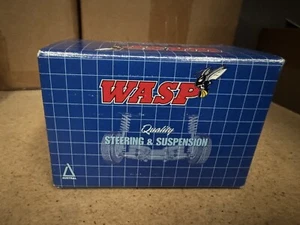 WASP
Quality
STEERING & SUSPENSION